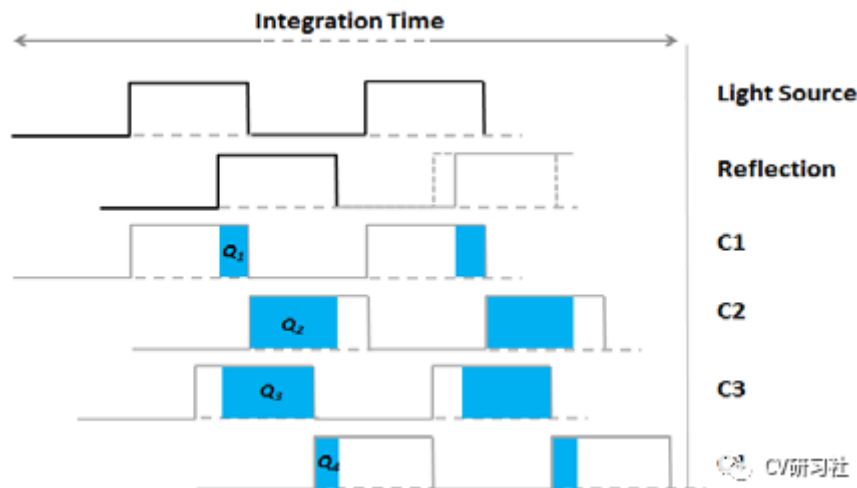 Integration Time
Light Source
Reflection
C1
Q₁
C2
Q₂
C3
Q₃
Q₄
CV研习社